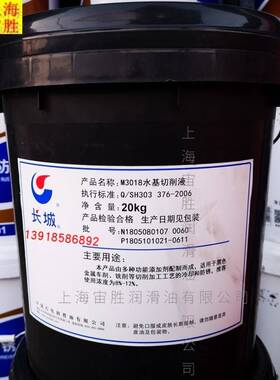 上海
宙胜
产品名称: M3018水基切削液
执行标准: Q/SH303 376-2006
净 含 量: 20kg
产品检验合格 生产日期见包装
批 号: N1805080107 0060
P1805101021-0611
长城
13918585892
主要用途:
本产品由多种功能添加剂配制而成,适用于黑色
金属车削、铣削等切削加工工艺的冷却和防锈。推荐
使用浓度为8%-12%。
上海宙胜润滑油有限公司